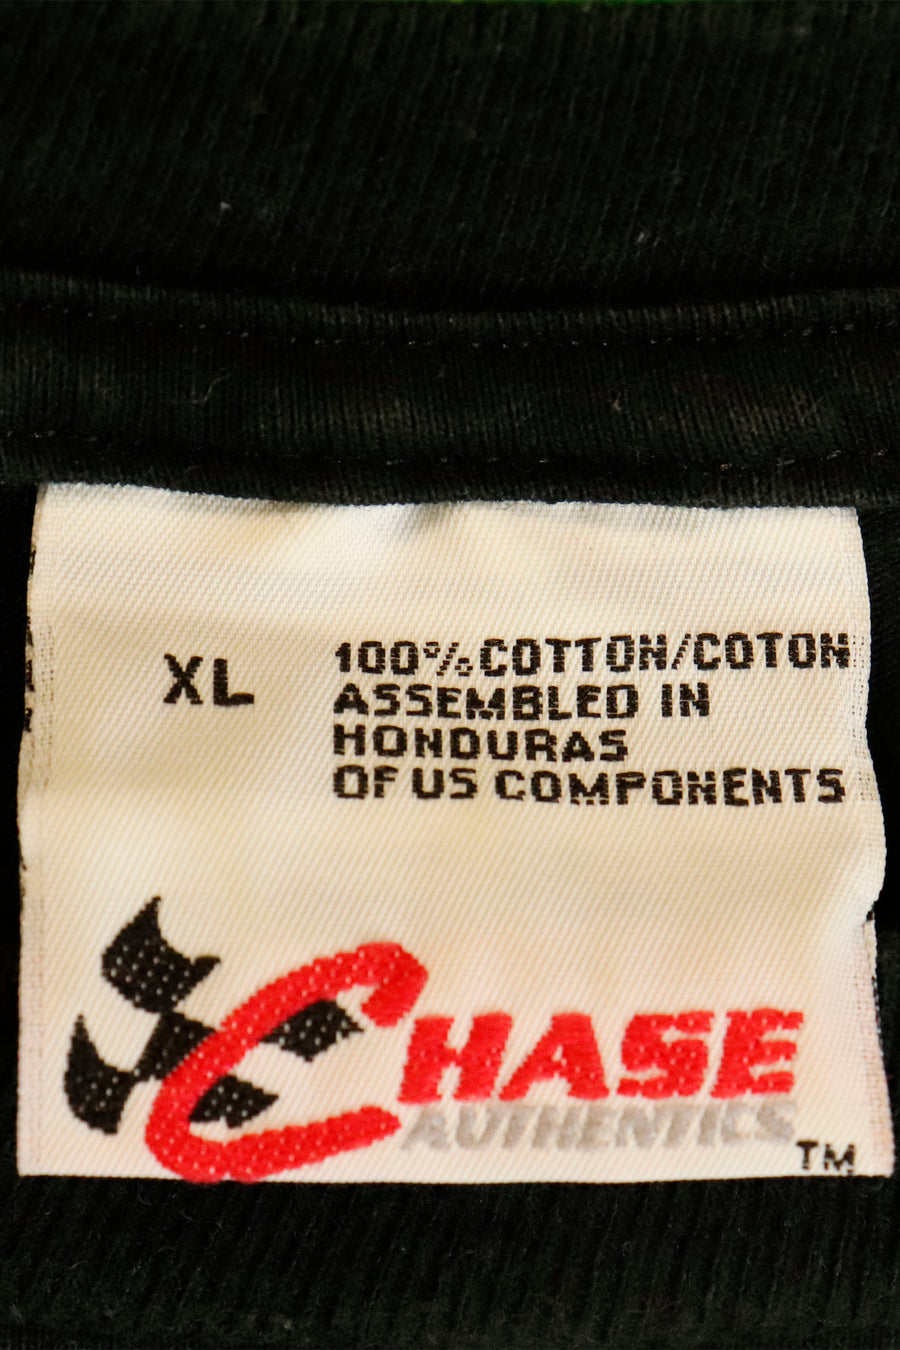 XL
100% COTTON/COTON
ASSEMBLED IN
HONDURAS
OF US COMPONENTS
CHASE
AUTHENTICS
TM